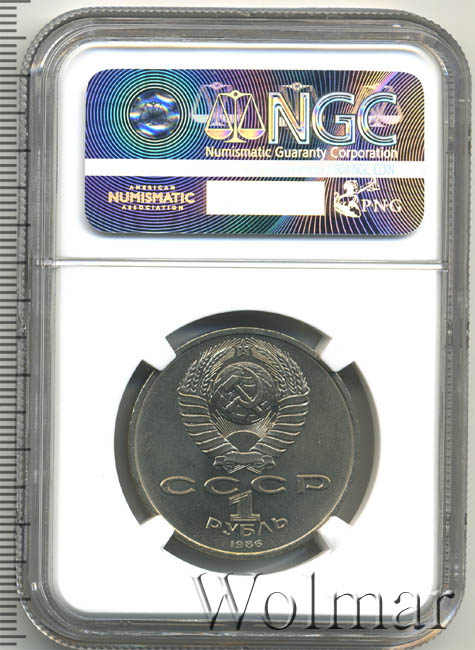 NGC
Numismatic Guaranty Corporation
AMERICAN
NUMISMATIC
ASSOCIATION
PNG
СССР
1
РУБЛЬ
1986
Wolmar